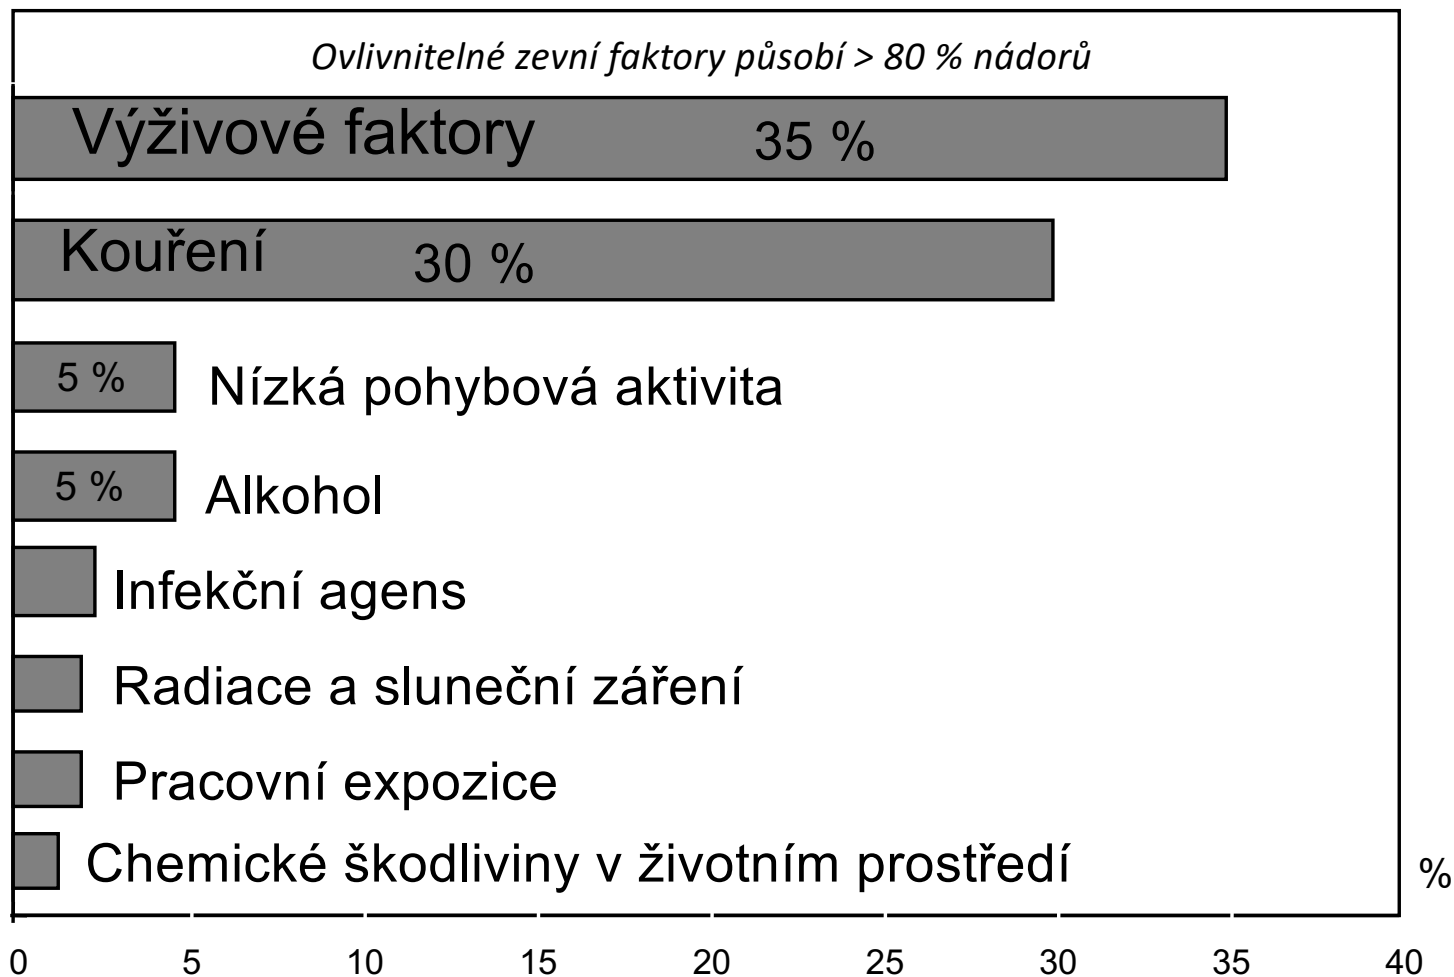 Ovlivnitelné zevní faktory působí > 80 % nádorů
Výživové faktory 35 %
Kouření 30 %
5 % Nízká pohybová aktivita
5 % Alkohol
Infekční agens
Radiace a sluneční záření
Pracovní expozice
Chemické škodliviny v životním prostředí
%
0 5 10 15 20 25 30 35 40